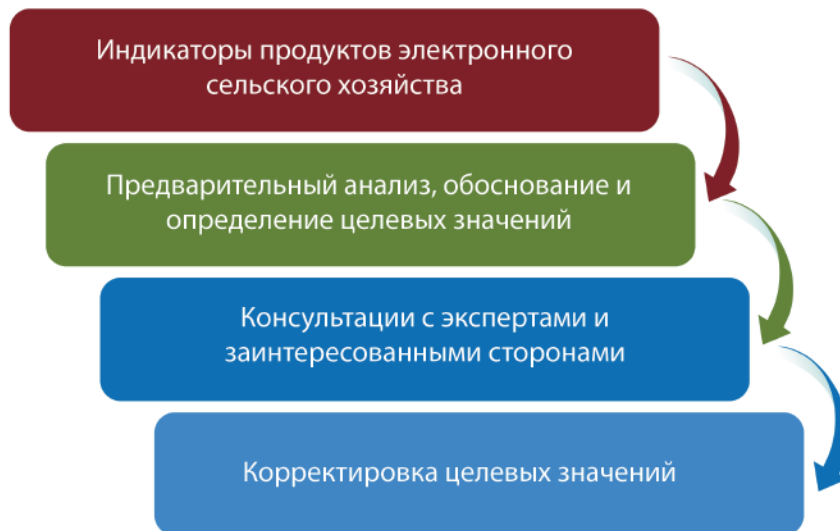 Индикаторы продуктов электронного
сельского хозяйства
Предварительный анализ, обоснование и
определение целевых значений
Консультации с экспертами и
заинтересованными сторонами
Корректировка целевых значений